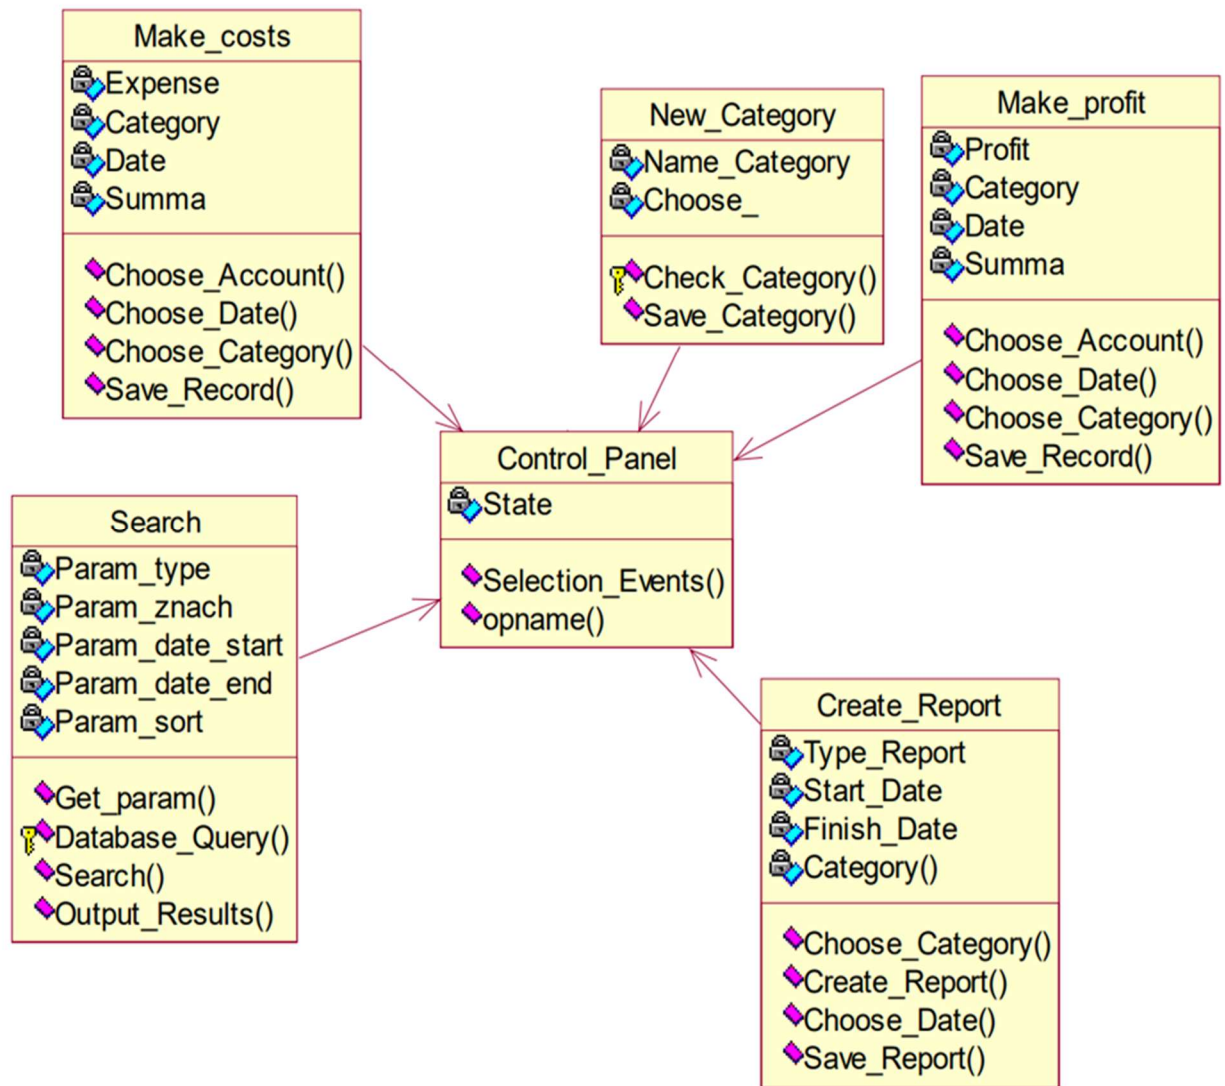 Make_costs
Expense
Category
Date
Summa
Choose_Account()
Choose_Date()
Choose_Category()
Save_Record()
New_Category
Name_Category
Choose_
Check_Category()
Save_Category()
Make_profit
Profit
Category
Date
Summa
Choose_Account()
Choose_Date()
Choose_Category()
Save_Record()
Control_Panel
State
Selection_Events()
opname()
Search
Param_type
Param_znach
Param_date_start
Param_date_end
Param_sort
Get_param()
Database_Query()
Search()
Output_Results()
Create_Report
Type_Report
Start_Date
Finish_Date
Category()
Choose_Category()
Create_Report()
Choose_Date()
Save_Report()